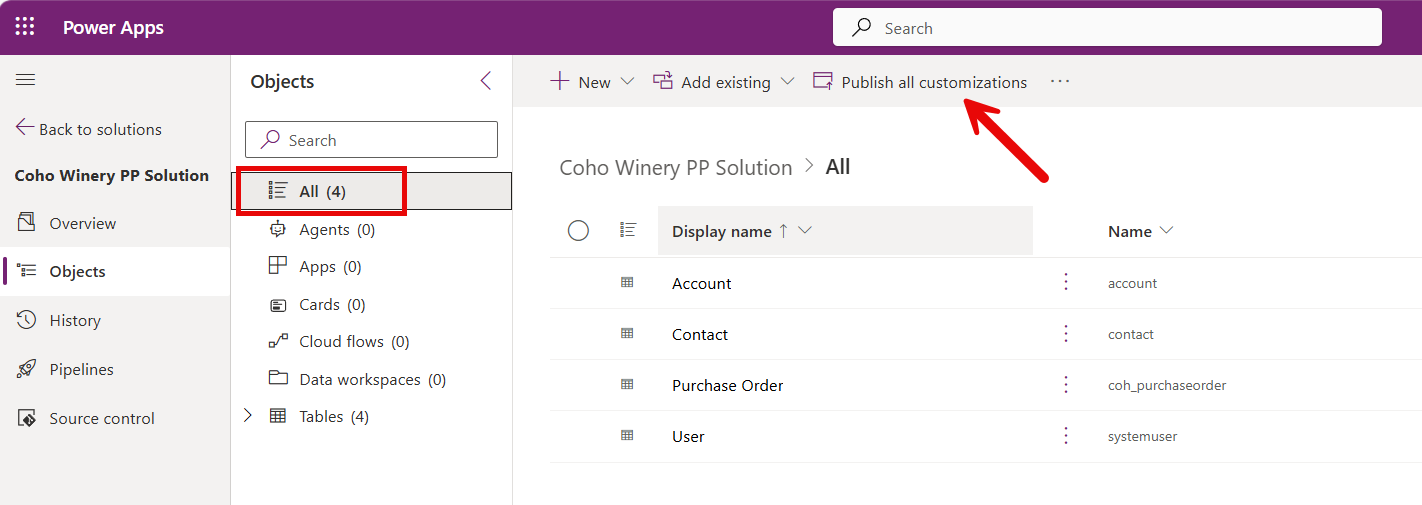 Power Apps
Search
Back to solutions
Coho Winery PP Solution
Overview
Objects
History
Pipelines
Source control
Objects
Search
All (4)
Agents (0)
Apps (0)
Cards (0)
Cloud flows (0)
Data workspaces (0)
Tables (4)
New Add existing Publish all customizations ···
Coho Winery PP Solution > All
Display name ↑ Name
Account account
Contact contact
Purchase Order coh_purchaseorder
User systemuser